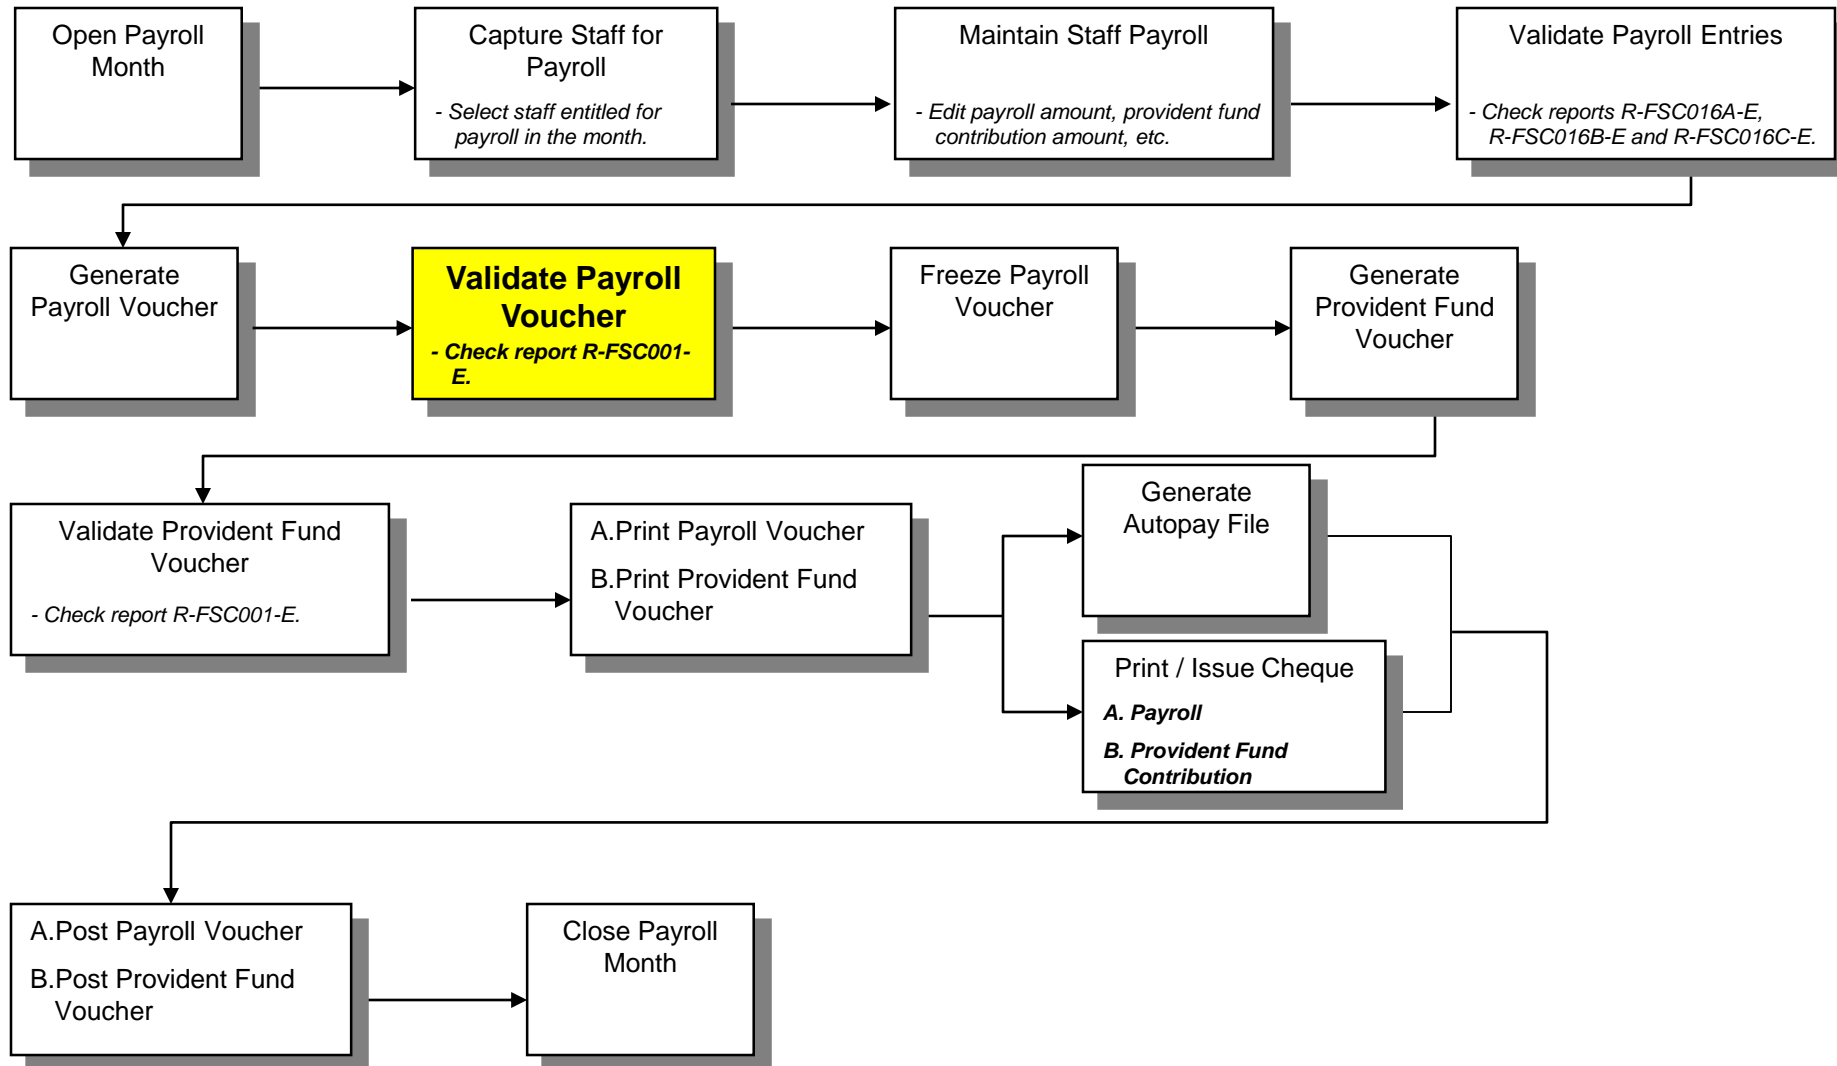 Open Payroll
Month
Capture Staff for
Payroll
- Select staff entitled for
payroll in the month.
Maintain Staff Payroll
- Edit payroll amount, provident fund
contribution amount, etc.
Validate Payroll Entries
- Check reports R-FSC016A-E,
R-FSC016B-E and R-FSC016C-E.
Generate
Payroll Voucher
Validate Payroll
Voucher
- Check report R-FSC001-
E.
Freeze Payroll
Voucher
Generate
Provident Fund
Voucher
Validate Provident Fund
Voucher
- Check report R-FSC001-E.
A.Print Payroll Voucher
B.Print Provident Fund
Voucher
Generate
Autopay File
Print / Issue Cheque
A. Payroll
B. Provident Fund
Contribution
A.Post Payroll Voucher
B.Post Provident Fund
Voucher
Close Payroll
Month